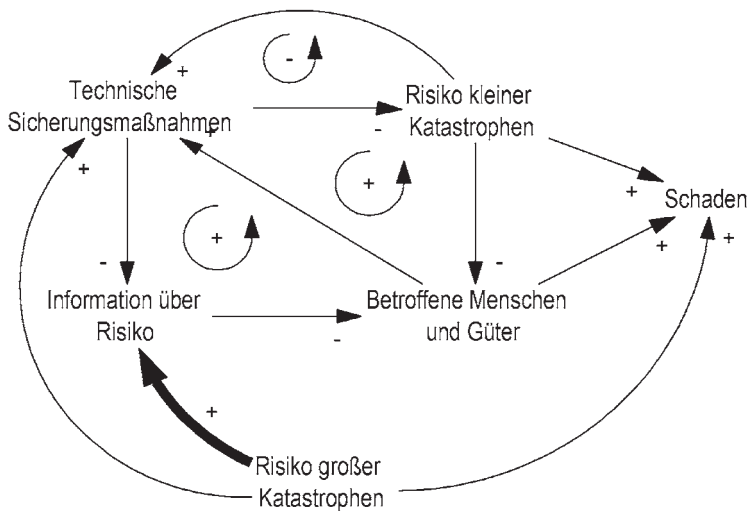 +
-
Technische
Sicherungsmaßnahmen
+
Risiko kleiner
Katastrophen
-
+
+
+
Schaden
+
+
+
-
-
Information über
Risiko
-
Betroffene Menschen
und Güter
+
Risiko großer
Katastrophen